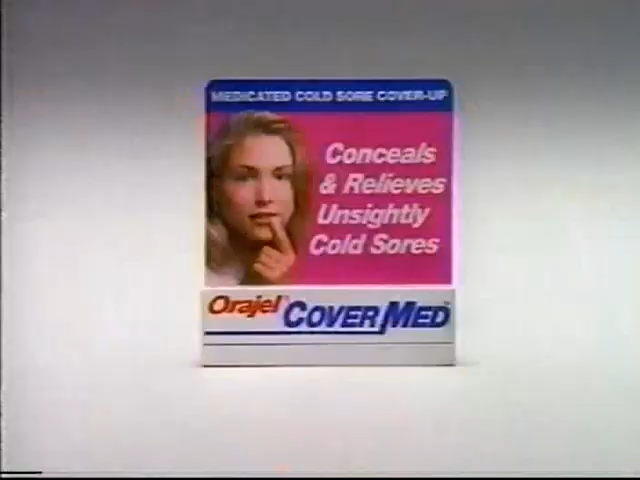 MEDICATED COLD SORE COVER-UP
Conceals
& Relieves
Unsightly
Cold Sores
Orajel COVERMED